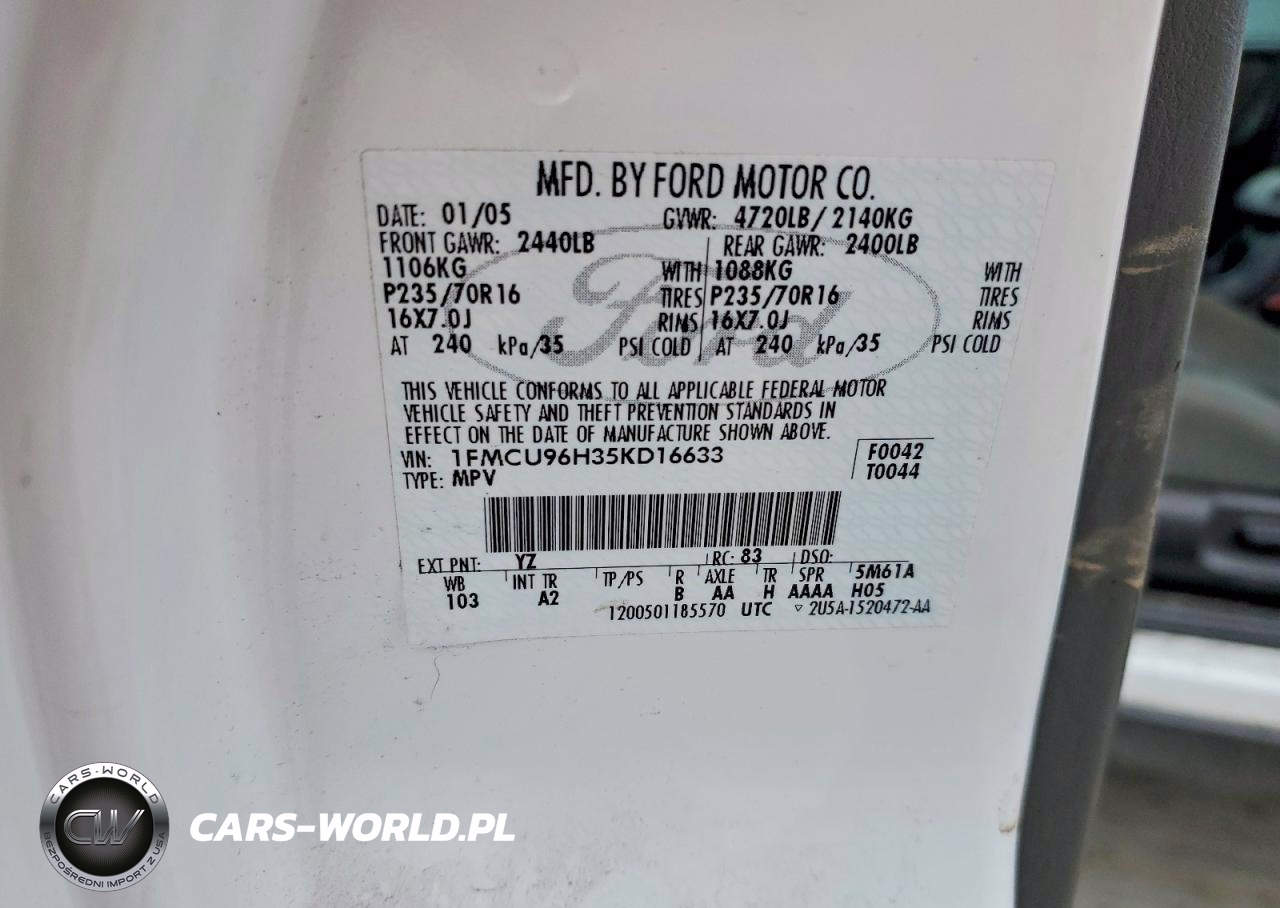 MFD. BY FORD MOTOR CO.
DATE: 01/05 GVWR: 4720LB/ 2140KG
FRONT GAWR: 2440LB REAR GAWR: 2400LB
1106KG WITH 1088KG WITH
P235/70R16 TIRES P235/70R16 TIRES
16X7.0J RIMS 16X7.0J RIMS
AT 240 kPa/35 PSI COLD AT 240 kPa/35 PSI COLD
Ford
THIS VEHICLE CONFORMS TO ALL APPLICABLE FEDERAL MOTOR
VEHICLE SAFETY AND THEFT PREVENTION STANDARDS IN
EFFECT ON THE DATE OF MANUFACTURE SHOWN ABOVE.
VIN: 1FMCU96H35KD16633 F0042
TYPE: MPV T0044
EXT PNT: YZ RC: 83 DSO:
WB INT TR TP/PS R AXLE TR SPR 5M61A
103 A2 B AA H AAAA H05
1200501185570 UTC ▽ 2U5A-1520472-AA
CARS-WORLD
CW
BEZPOŚREDNI IMPORT Z USA
CARS-WORLD.PL